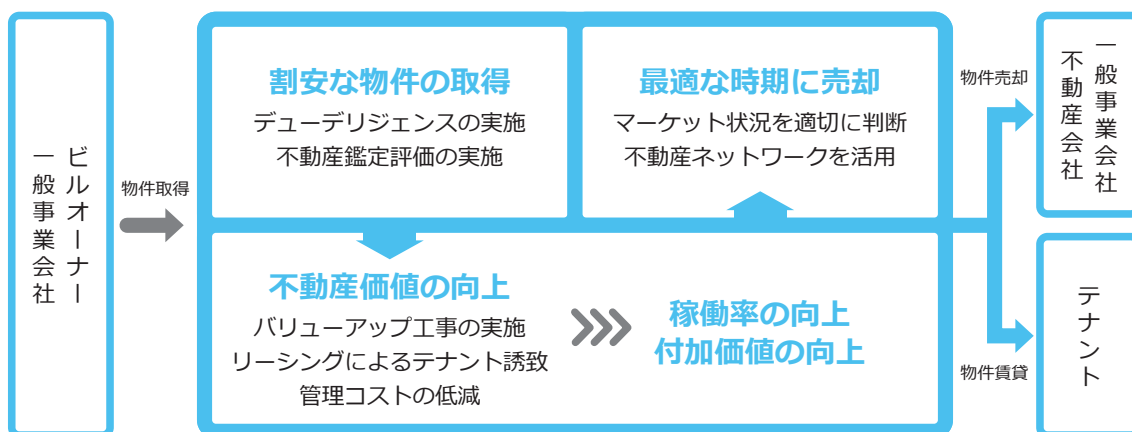 ビルオーナー
一般事業会社
物件取得
割安な物件の取得
デューデリジェンスの実施
不動産鑑定評価の実施
最適な時期に売却
マーケット状況を適切に判断
不動産ネットワークを活用
不動産価値の向上
バリューアップ工事の実施
リーシングによるテナント誘致
管理コストの低減
稼働率の向上
付加価値の向上
物件売却
一般事業会社
不動産会社
物件賃貸
テナント